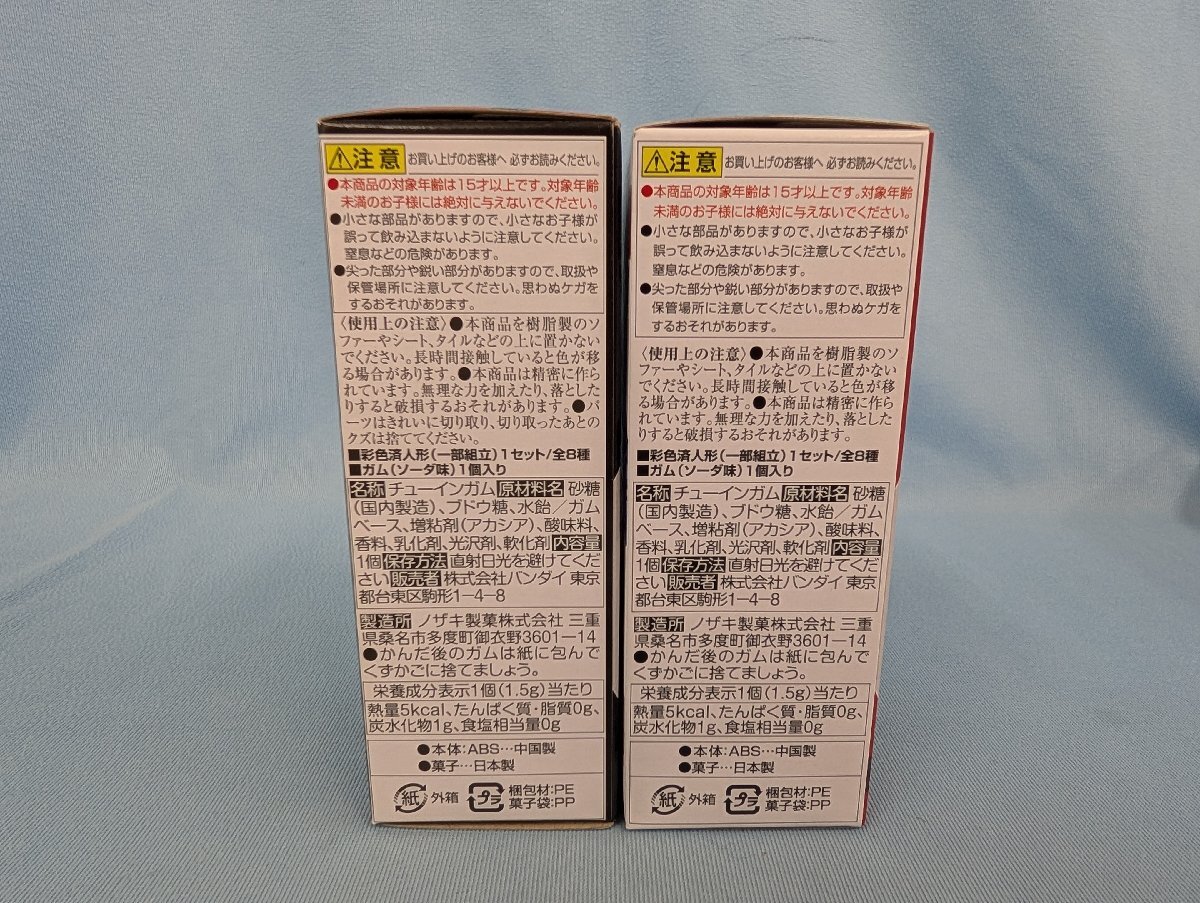 ⚠注意 お買い上げのお客様へ 必ずお読みください。
●本商品の対象年齢は15才以上です。対象年齢
未満のお子様には絶対に与えないでください。
●小さな部品がありますので、小さなお子様が
誤って飲み込まないように注意してください。
窒息などの危険があります。
●尖った部分や鋭い部分がありますので、取扱や
保管場所に注意してください。思わぬケガを
するおそれがあります。
〈使用上の注意〉●本商品を樹脂製のソ
ファーやシート、タイルなどの上に置かない
でください。長時間接触していると色が移
る場合があります。●本商品は精密に作ら
れています。無理な力を加えたり、落とした
りすると破損するおそれがあります。●パ
ーツはきれいに切り取り、切り取ったあとの
クズは捨ててください。
■彩色済人形(一部組立)1セット/全8種
■ガム(ソーダ味)1個入り
名称 チューインガム 原材料名 砂糖
(国内製造)、ブドウ糖、水飴/ガム
ベース、増粘剤(アカシア)、酸味料、
香料、乳化剤、光沢剤、軟化剤 内容量
1個 保存方法 直射日光を避けてくだ
さい 販売者 株式会社バンダイ 東京
都台東区駒形1-4-8
製造所 ノザキ製菓株式会社 三重
県桑名市多度町御衣野3601-14
●かんだ後のガムは紙に包んで
くずかごに捨てましょう。
栄養成分表示1個(1.5g)当たり
熱量5kcal、たんぱく質・脂質0g、
炭水化物1g、食塩相当量0g
●本体:ABS…中国製
●菓子…日本製
紙 外箱 プラ 梱包材:PE
菓子袋:PP
⚠注意 お買い上げのお客様へ 必ずお読みください。
●本商品の対象年齢は15才以上です。対象年齢
未満のお子様には絶対に与えないでください。
●小さな部品がありますので、小さなお子様が
誤って飲み込まないように注意してください。
窒息などの危険があります。
●尖った部分や鋭い部分がありますので、取扱や
保管場所に注意してください。思わぬケガを
するおそれがあります。
〈使用上の注意〉●本商品を樹脂製のソ
ファーやシート、タイルなどの上に置かない
でください。長時間接触していると色が移
る場合があります。●本商品は精密に作ら
れています。無理な力を加えたり、落とした
りすると破損するおそれがあります。
■彩色済人形(一部組立)1セット/全8種
■ガム(ソーダ味)1個入り
名称 チューインガム 原材料名 砂糖
(国内製造)、ブドウ糖、水飴/ガム
ベース、増粘剤(アカシア)、酸味料、
香料、乳化剤、光沢剤、軟化剤 内容量
1個 保存方法 直射日光を避けてくだ
さい 販売者 株式会社バンダイ 東京
都台東区駒形1-4-8
製造所 ノザキ製菓株式会社 三重
県桑名市多度町御衣野3601-14
●かんだ後のガムは紙に包んで
くずかごに捨てましょう。
栄養成分表示1個(1.5g)当たり
熱量5kcal、たんぱく質・脂質0g、
炭水化物1g、食塩相当量0g
●本体:ABS…中国製
●菓子…日本製
紙 外箱 プラ 梱包材:PE
菓子袋:PP